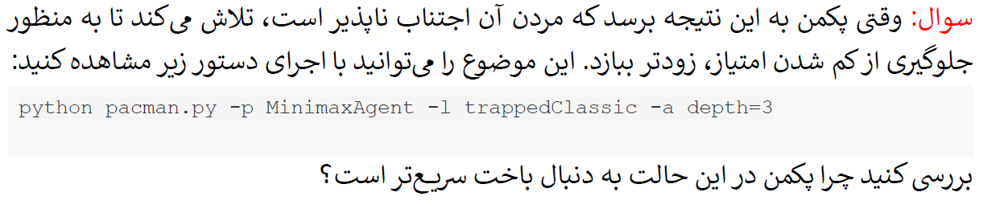 سوال: وقتی پکمن به این نتیجه برسد که مردن آن اجتناب ناپذیر است، تلاش می‌کند تا به منظور
جلوگیری از کم شدن امتیاز، زودتر ببازد. این موضوع را می‌توانید با اجرای دستور زیر مشاهده کنید:
python pacman.py -p MinimaxAgent -l trappedClassic -a depth=3
بررسی کنید چرا پکمن در این حالت به دنبال باخت سریع‌تر است؟